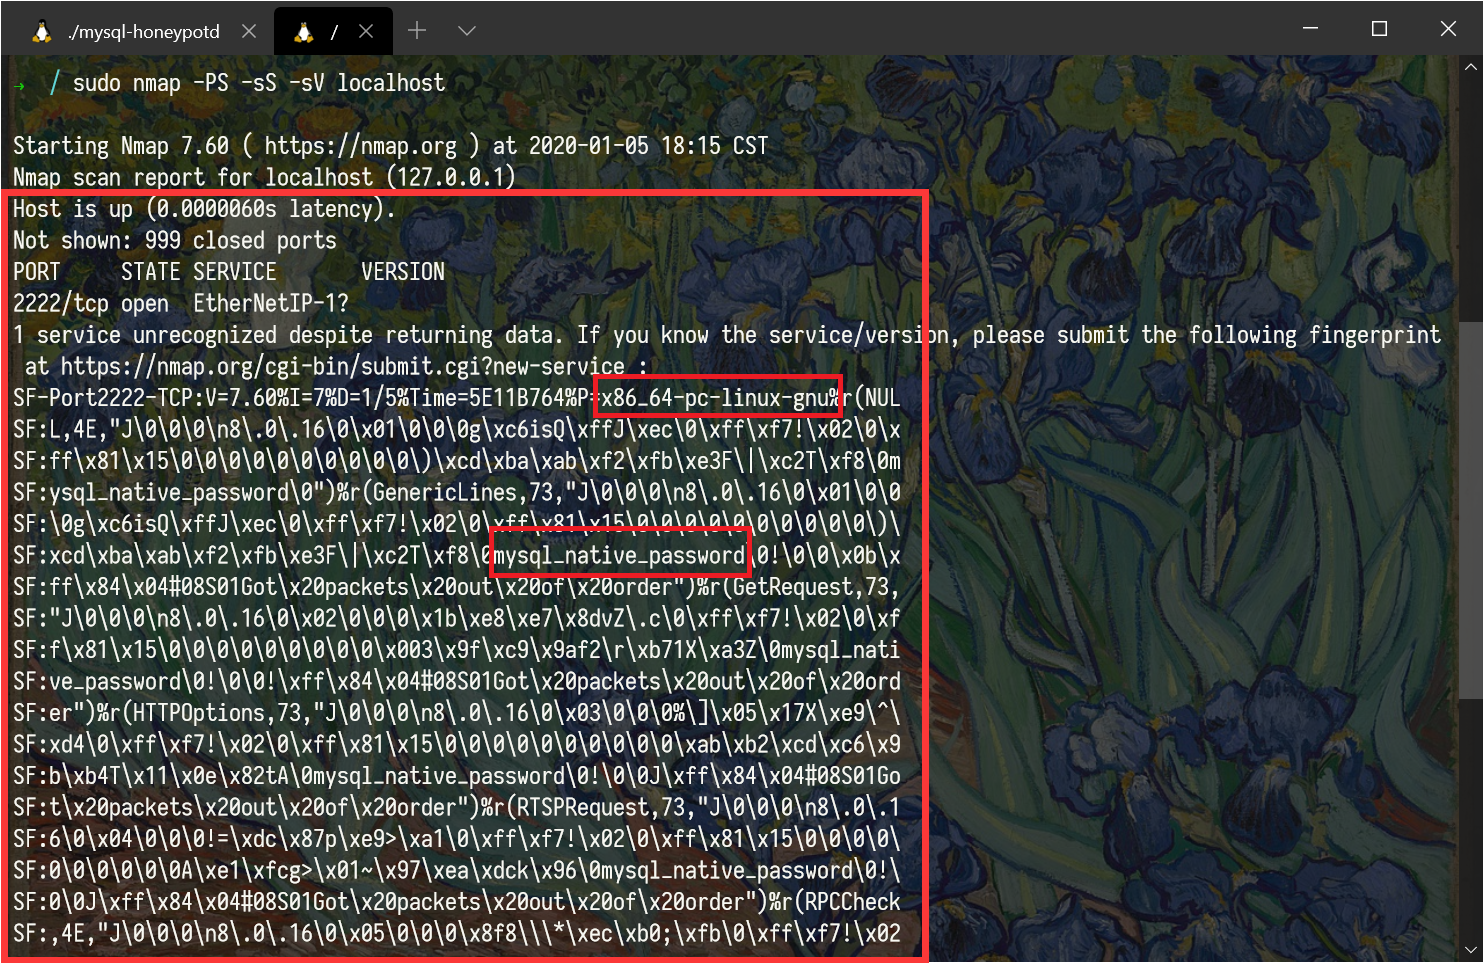 ./mysql-honeypotd
/
→ / sudo nmap -PS -sS -sV localhost
Starting Nmap 7.60 ( https://nmap.org ) at 2020-01-05 18:15 CST
Nmap scan report for localhost (127.0.0.1)
Host is up (0.0000060s latency).
Not shown: 999 closed ports
PORT     STATE SERVICE       VERSION
2222/tcp open  EtherNetIP-1?
1 service unrecognized despite returning data. If you know the service/version, please submit the following fingerprint
 at https://nmap.org/cgi-bin/submit.cgi?new-service :
SF-Port2222-TCP:V=7.60%I=7%D=1/5%Time=5E11B764%P=x86_64-pc-linux-gnu%r(NUL
SF:L,4E,"J\0\0\0\n8\.0\.16\0\x01\0\0\0g\xc6isQ\xffJ\xec\0\xff\xf7!\x02\0\x
SF:ff\x81\x15\0\0\0\0\0\0\0\0\0\0\)\xcd\xba\xab\xf2\xfb\xe3F\|\xc2T\xf8\0m
SF:ysql_native_password\0")%r(GenericLines,73,"J\0\0\0\n8\.0\.16\0\x01\0\0
SF:\0g\xc6isQ\xffJ\xec\0\xff\xf7!\x02\0\xff\x81\x15\0\0\0\0\0\0\0\0\0\0\)\
SF:xcd\xba\xab\xf2\xfb\xe3F\|\xc2T\xf8\0mysql_native_password\0!\0\0\x0b\x
SF:ff\x84\x04#08S01Got\x20packets\x20out\x20of\x20order")%r(GetRequest,73,
SF:"J\0\0\0\n8\.0\.16\0\x02\0\0\0\x1b\xe8\xe7\x8dvZ\.c\0\xff\xf7!\x02\0\xf
SF:f\x81\x15\0\0\0\0\0\0\0\0\0\0\x003\x9f\xc9\x9af2\r\xb71X\xa3Z\0mysql_nati
SF:ve_password\0!\0\0!\xff\x84\x04#08S01Got\x20packets\x20out\x20of\x20ord
SF:er")%r(HTTPOptions,73,"J\0\0\0\n8\.0\.16\0\x03\0\0\0%\]\x05\x17X\xe9\^\
SF:xd4\0\xff\xf7!\x02\0\xff\x81\x15\0\0\0\0\0\0\0\0\0\0\xab\xb2\xcd\xc6\x9
SF:b\xb4T\x11\x0e\x82tA\0mysql_native_password\0!\0\0J\xff\x84\x04#08S01Go
SF:t\x20packets\x20out\x20of\x20order")%r(RTSPRequest,73,"J\0\0\0\n8\.0\.1
SF:6\0\x04\0\0\0!=\xdc\x87p\xe9>\xa1\0\xff\xf7!\x02\0\xff\x81\x15\0\0\0\0\
SF:0\0\0\0\0\0A\xe1\xfcg>\x01~\x97\xea\xdck\x96\0mysql_native_password\0!\
SF:0\0J\xff\x84\x04#08S01Got\x20packets\x20out\x20of\x20order")%r(RPCCheck
SF:,4E,"J\0\0\0\n8\.0\.16\0\x05\0\0\0\x8f8\\\*\xec\xb0;\xfb\0\xff\xf7!\x02